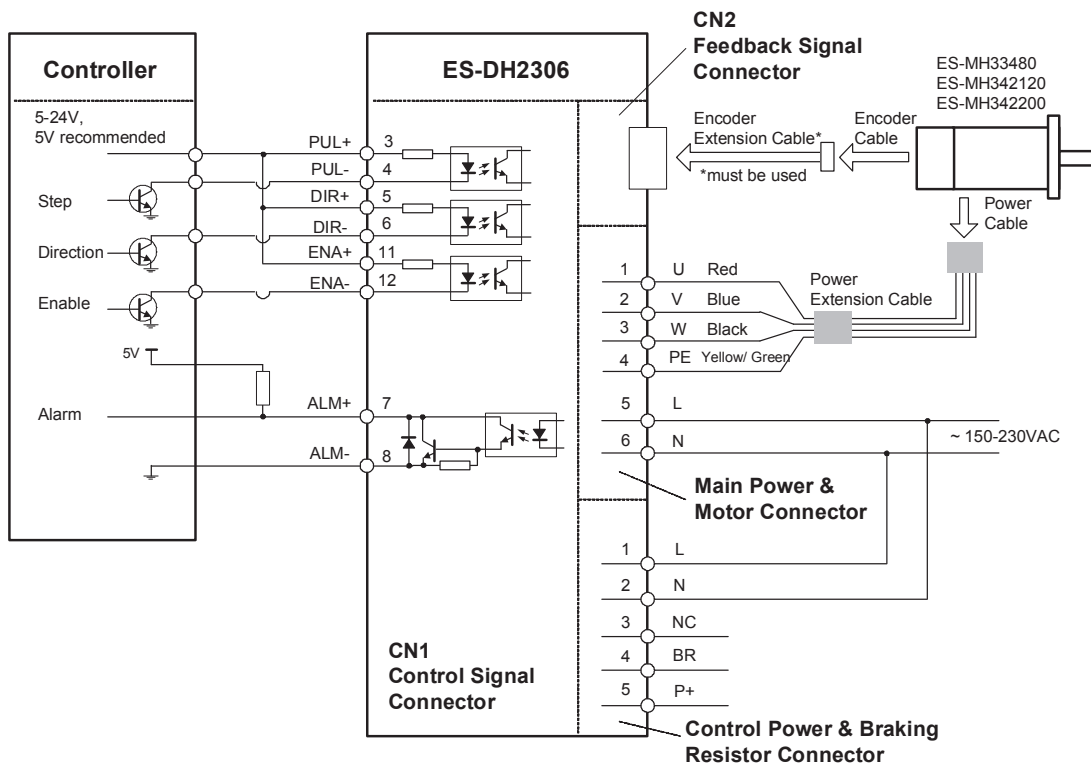 Controller
5-24V,
5V recommended
Step
Direction
Enable
5V
Alarm
ES-DH2306
PUL+ 3
PUL- 4
DIR+ 5
DIR- 6
ENA+ 11
ENA- 12
ALM+ 7
ALM- 8
CN1
Control Signal
Connector
CN2
Feedback Signal
Connector
Encoder
Extension Cable*
*must be used
Encoder
Cable
ES-MH33480
ES-MH342120
ES-MH342200
Power
Cable
Power
Extension Cable
1 U Red
2 V Blue
3 W Black
4 PE Yellow/ Green
5 L
6 N
~ 150-230VAC
Main Power &
Motor Connector
1 L
2 N
3 NC
4 BR
5 P+
Control Power & Braking
Resistor Connector